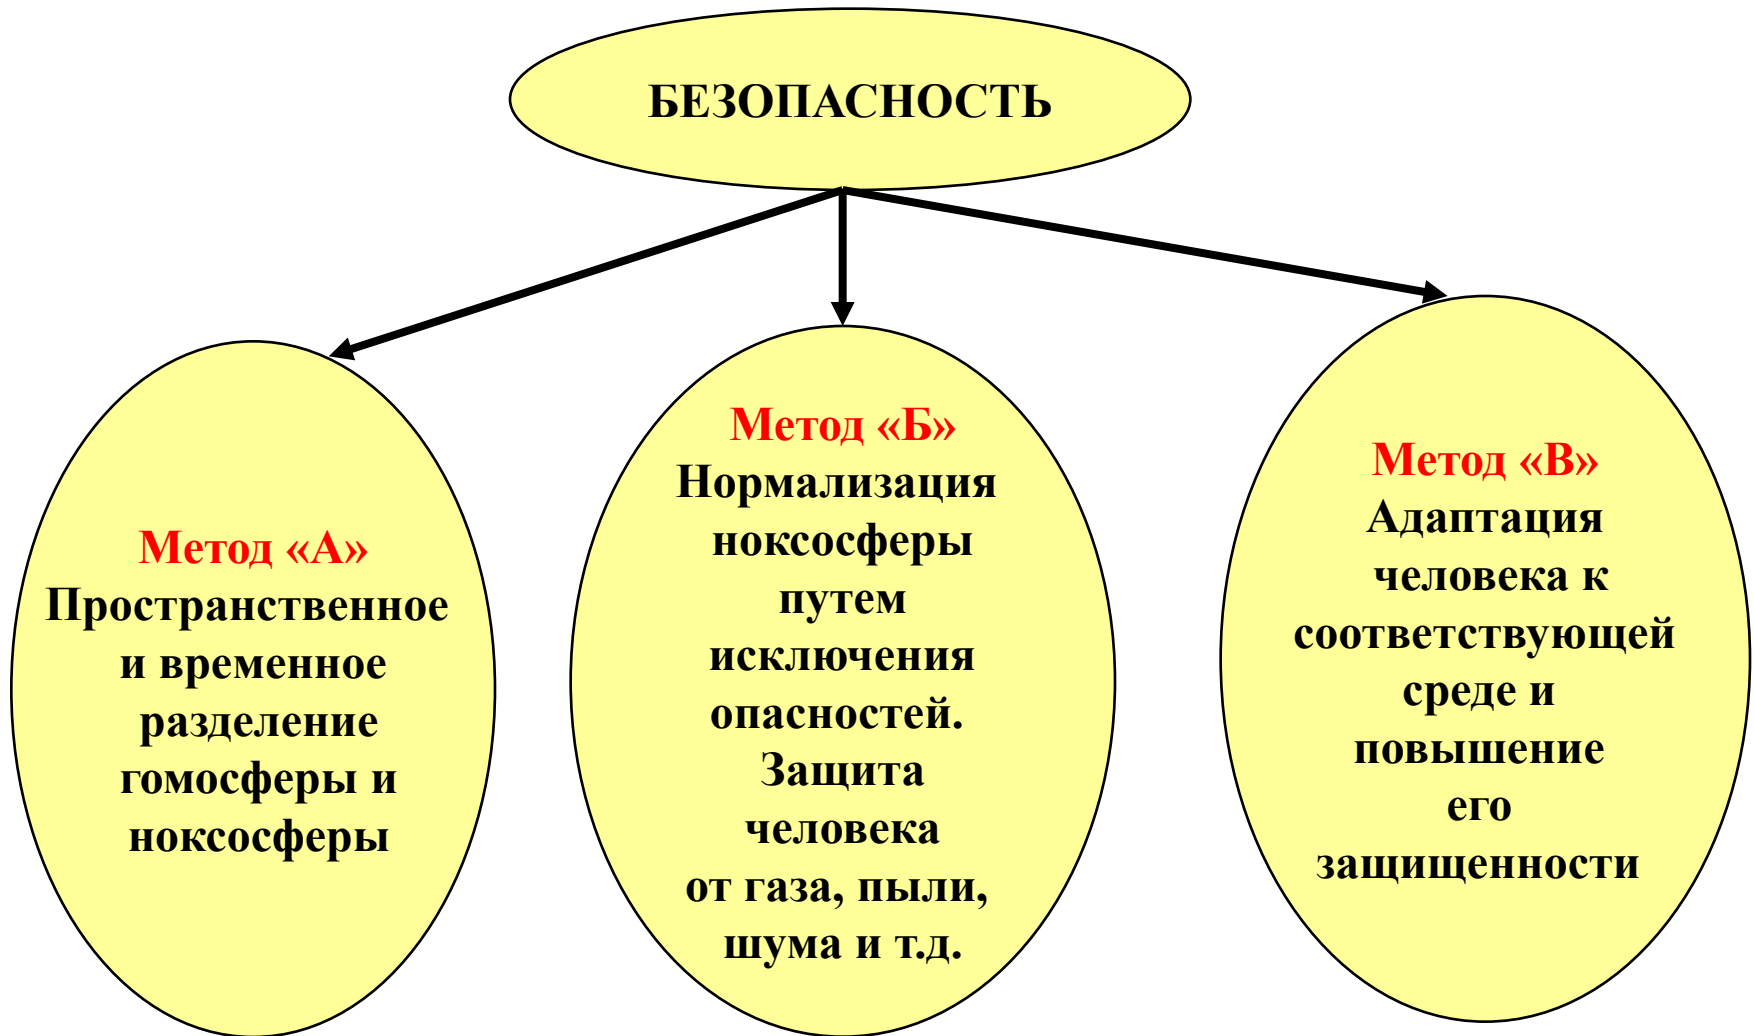 БЕЗОПАСНОСТЬ
Метод «А»
Пространственное
и временное
разделение
гомосферы и
ноксосферы
Метод «Б»
Нормализация
ноксосферы
путем
исключения
опасностей.
Защита
человека
от газа, пыли,
шума и т.д.
Метод «В»
Адаптация
человека к
соответствующей
среде и
повышение
его
защищенности